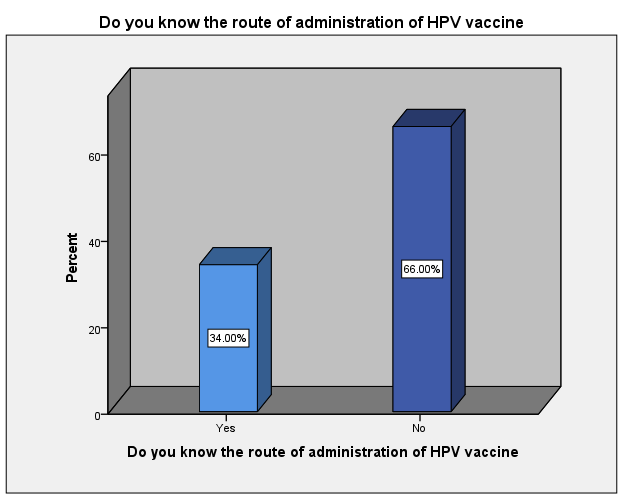 Do you know the route of administration of HPV vaccine
60
40
20
0
Percent
34.00%
66.00%
Yes
No
Do you know the route of administration of HPV vaccine